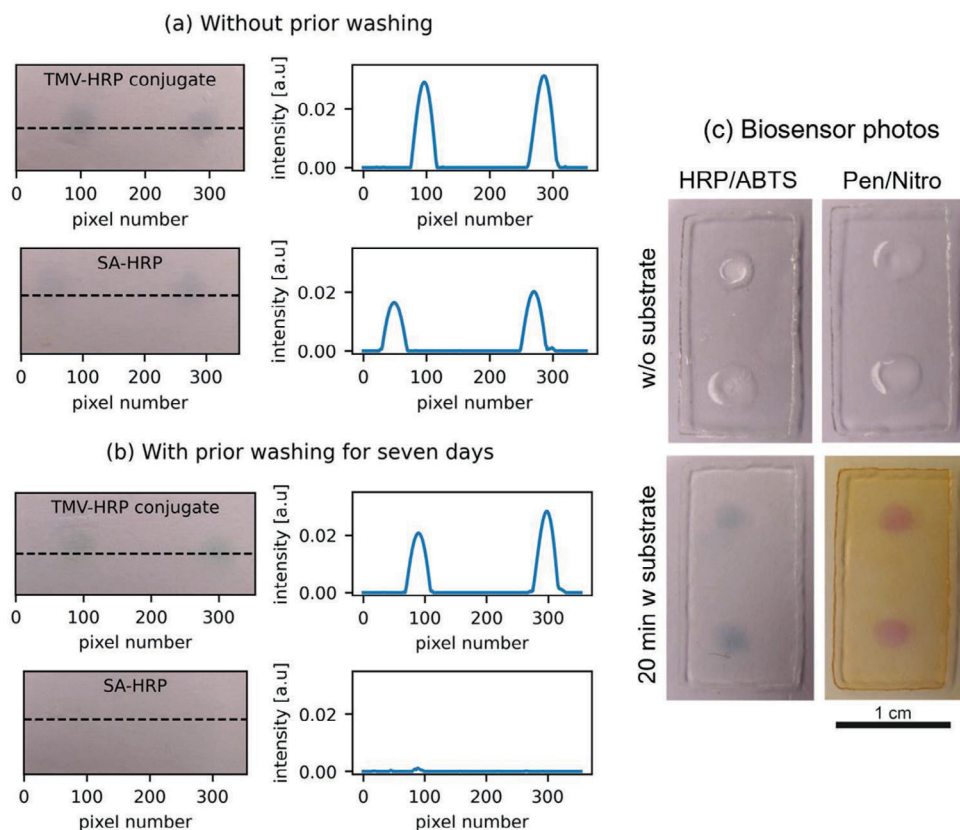 (a) Without prior washing
TMV-HRP conjugate
0 100 200 300
pixel number
intensity [a.u]
0.02
0.00
0 100 200 300
pixel number
SA-HRP
0 100 200 300
pixel number
intensity [a.u]
0.02
0.00
0 100 200 300
pixel number
(b) With prior washing for seven days
TMV-HRP conjugate
0 100 200 300
pixel number
intensity [a.u]
0.02
0.00
0 100 200 300
pixel number
SA-HRP
0 100 200 300
pixel number
intensity [a.u]
0.02
0.00
0 100 200 300
pixel number
(c) Biosensor photos
HRP/ABTS Pen/Nitro
w/o substrate
20 min w substrate
1 cm